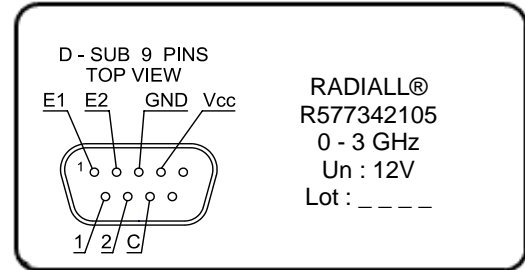 D - SUB 9 PINS
TOP VIEW
E1 E2 GND Vcc
1
1 2 C
RADIALL®
R577342105
0 - 3 GHz
Un : 12V
Lot : _ _ _ _